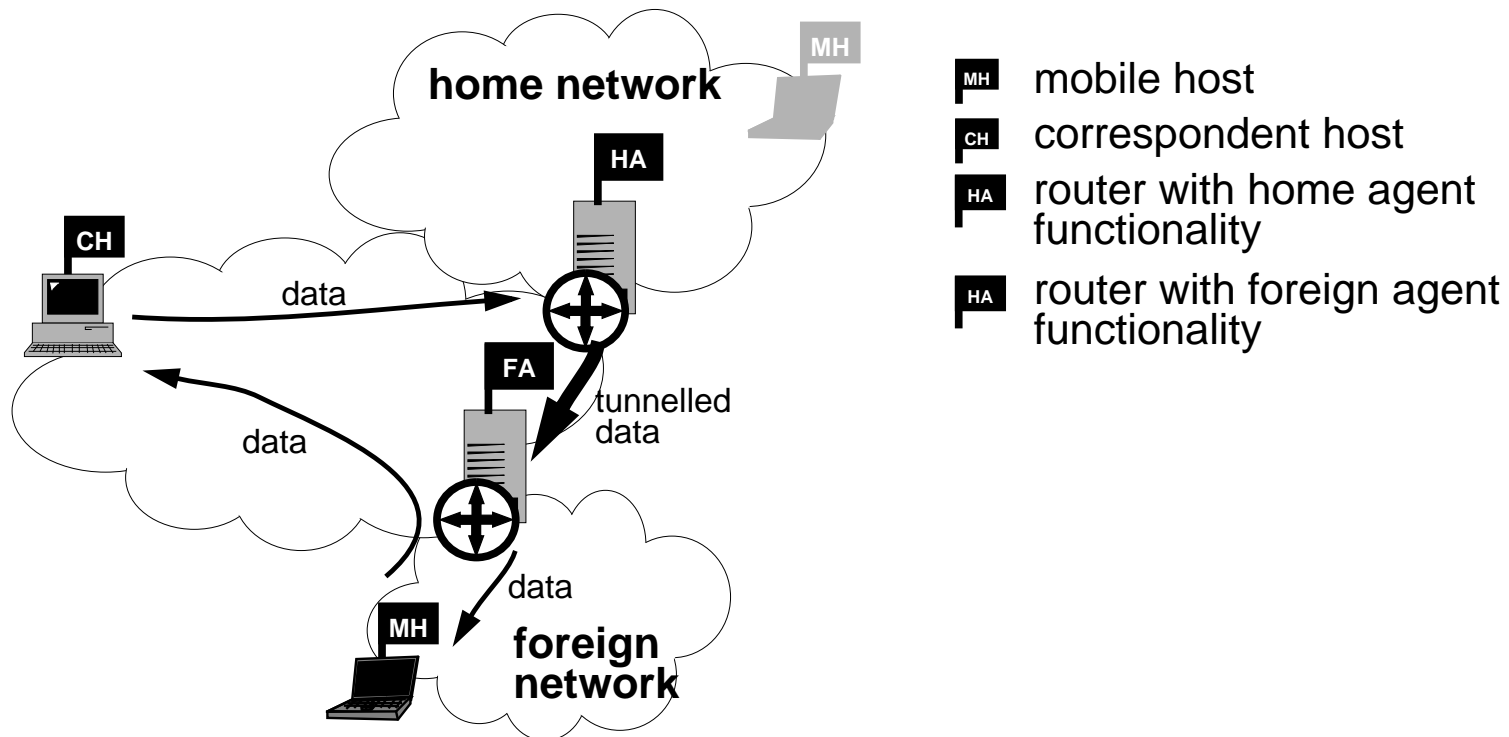 MH
home network
HA
CH
data
FA
tunnelled
data
data
data
MH
foreign
network
MH mobile host
CH correspondent host
HA router with home agent
functionality
HA router with foreign agent
functionality